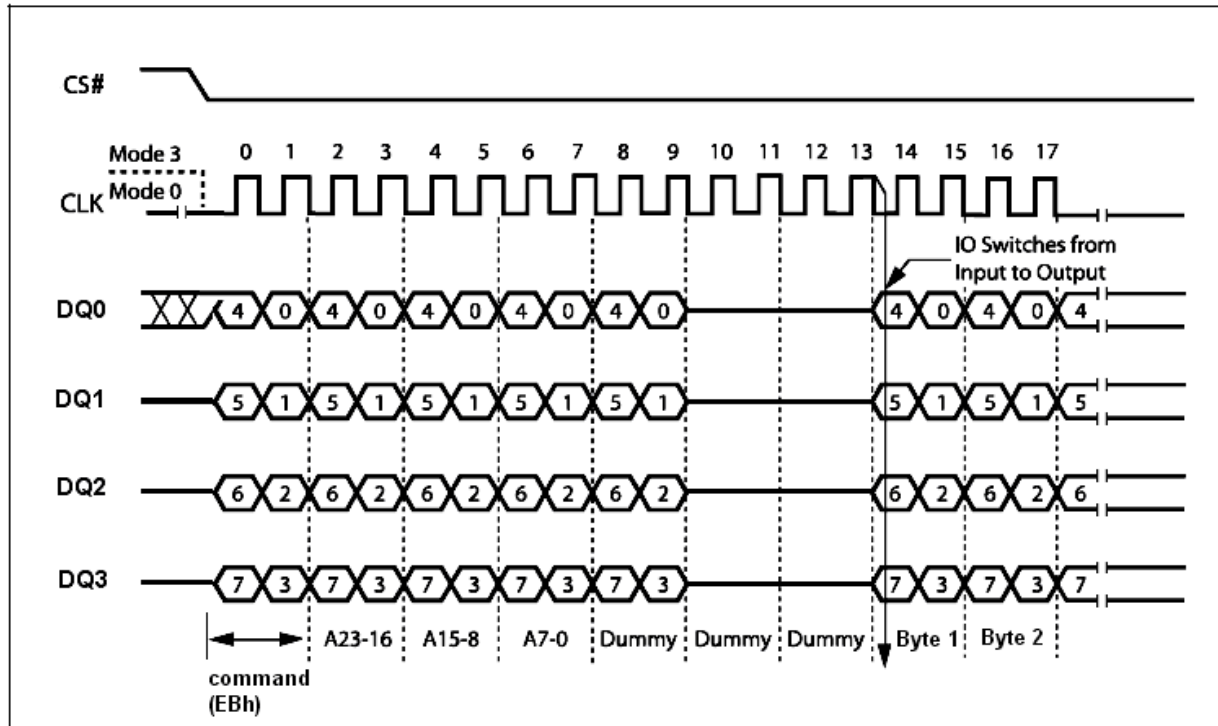 CS#
Mode 3
0 1 2 3 4 5 6 7 8 9 10 11 12 13 14 15 16 17
Mode 0
CLK
IO Switches from
Input to Output
DQ0 4 0 4 0 4 0 4 0 4 0 4 0 4 0 4
DQ1 5 1 5 1 5 1 5 1 5 1 5 1 5 1 5
DQ2 6 2 6 2 6 2 6 2 6 2 6 2 6 2 6
DQ3 7 3 7 3 7 3 7 3 7 3 7 3 7 3 7
A23-16 A15-8 A7-0 Dummy Dummy Dummy Byte 1 Byte 2
command
(EBh)